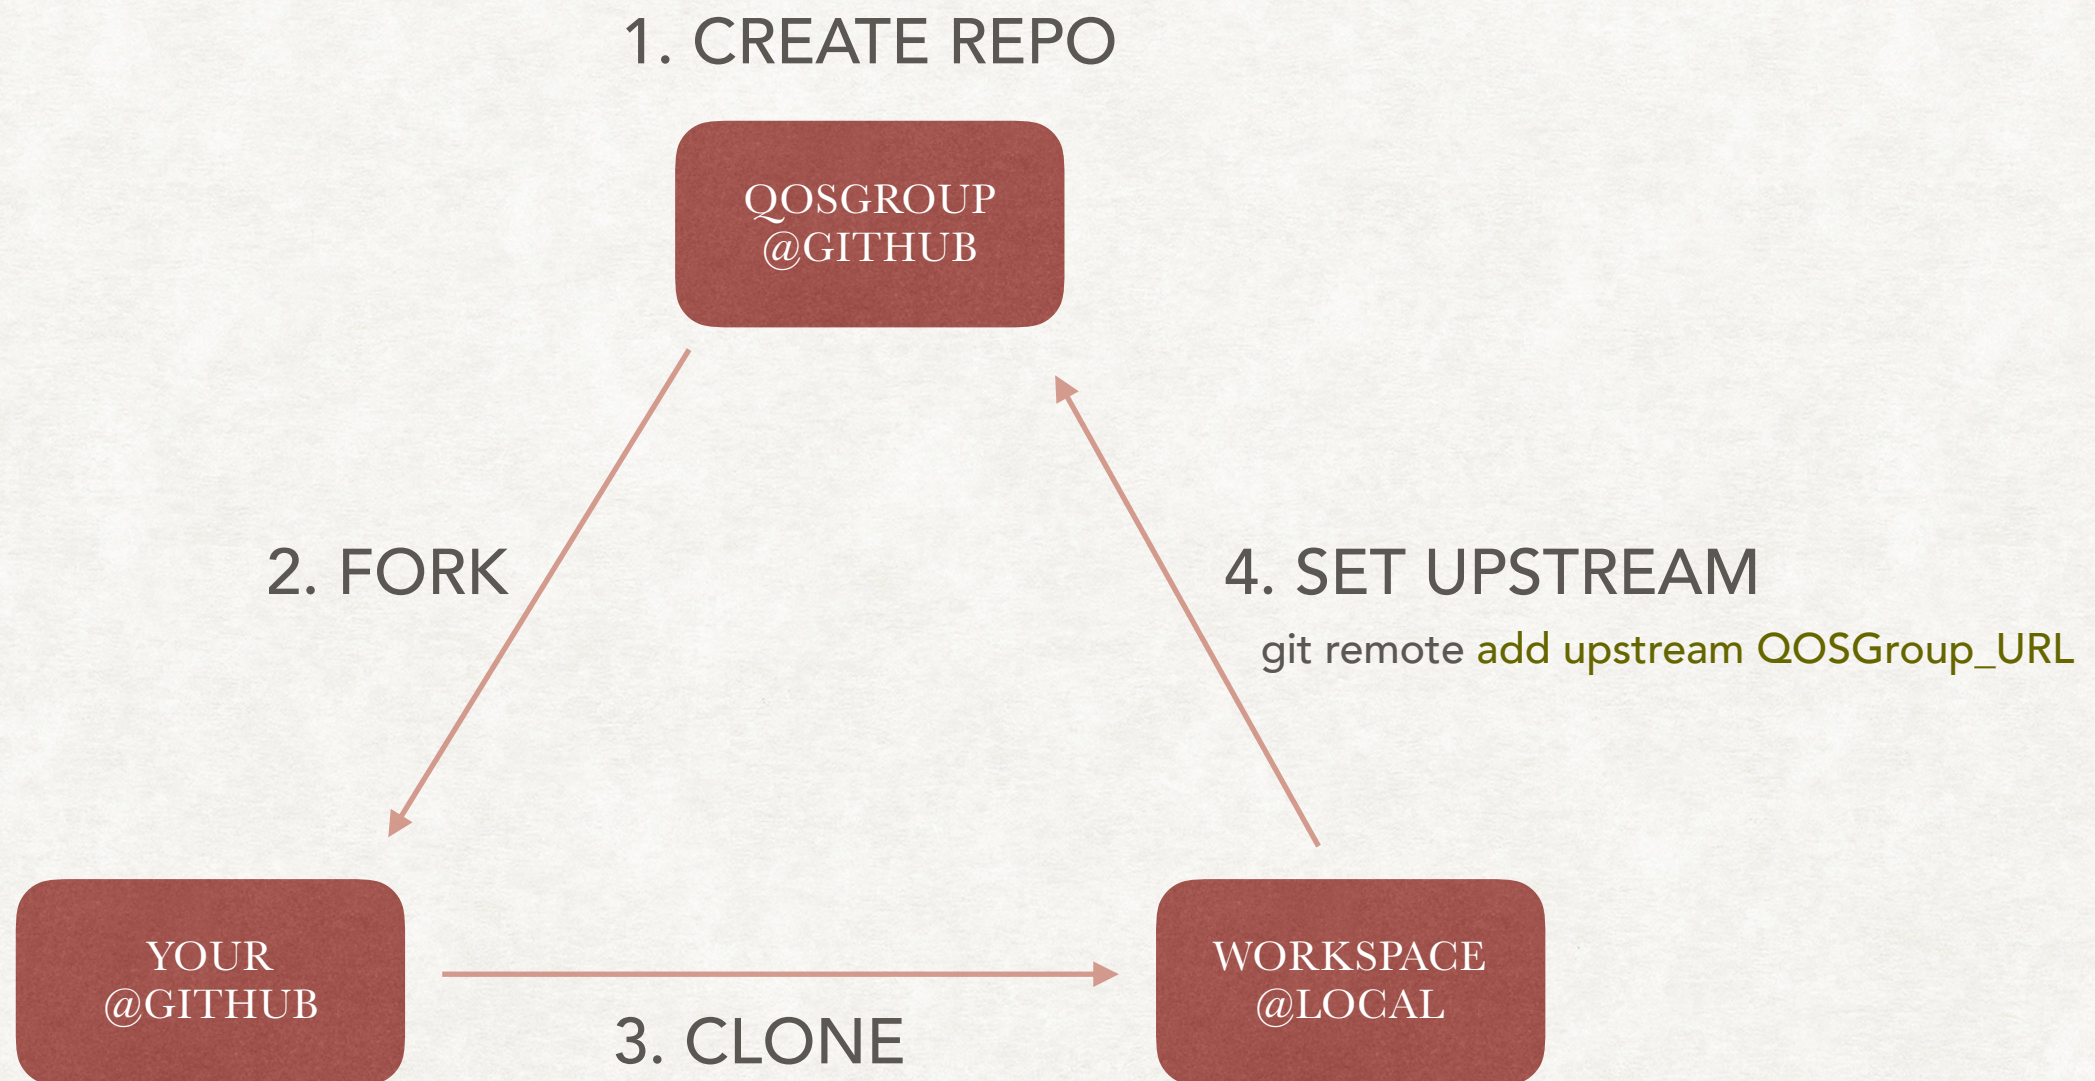 1. CREATE REPO
QOSGROUP
@GITHUB
2. FORK
4. SET UPSTREAM
git remote add upstream QOSGroup_URL
YOUR
@GITHUB
WORKSPACE
@LOCAL
3. CLONE